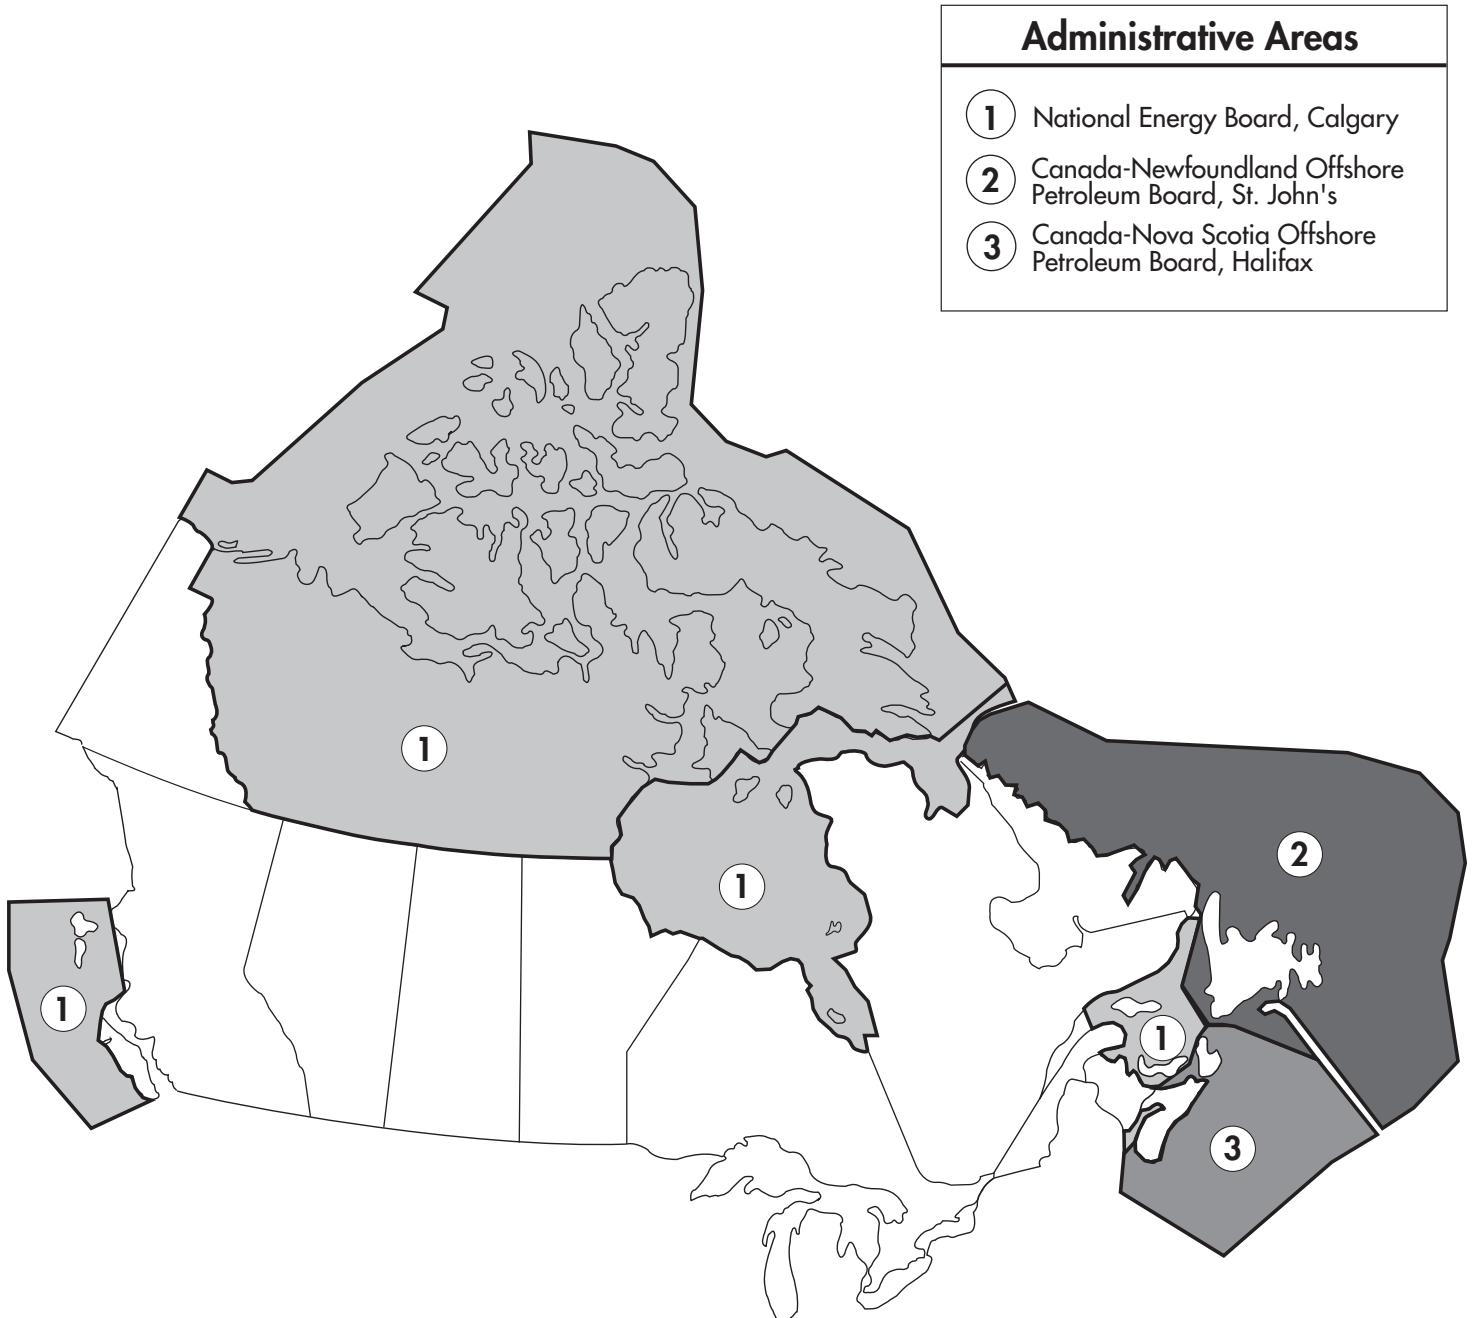 Administrative Areas
1 National Energy Board, Calgary
2 Canada-Newfoundland Offshore
Petroleum Board, St. John's
3 Canada-Nova Scotia Offshore
Petroleum Board, Halifax
1
1
2
1
1
3